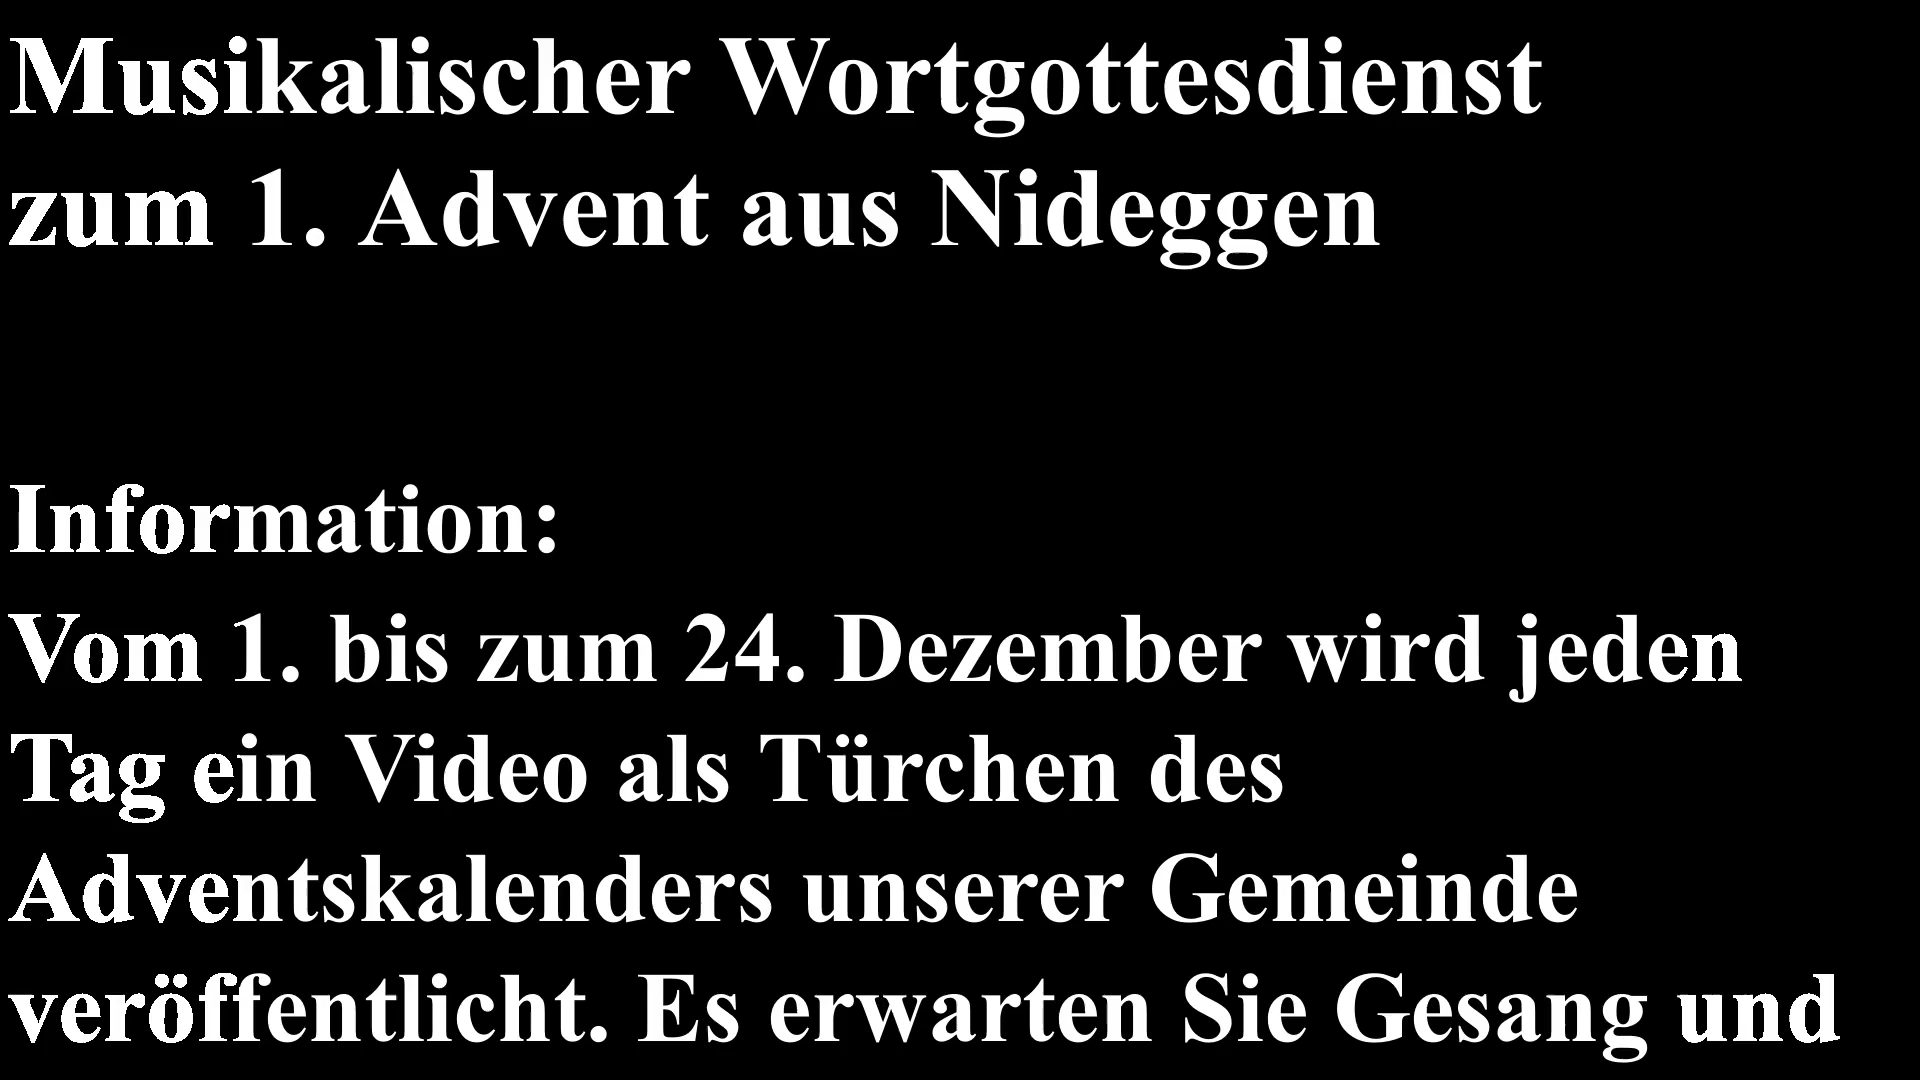 Musikalischer Wortgottesdienst
zum 1. Advent aus Nideggen
Information:
Vom 1. bis zum 24. Dezember wird jeden
Tag ein Video als Türchen des
Adventskalenders unserer Gemeinde
veröffentlicht. Es erwarten Sie Gesang und